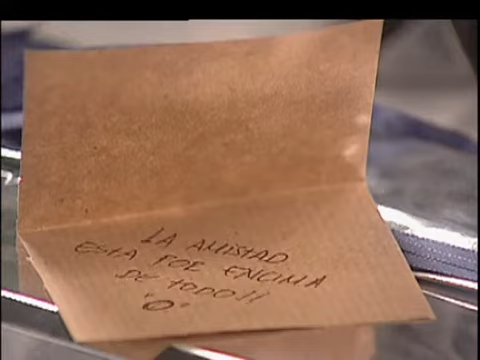 LA AMISTAD
ESTA POR ENCIMA
DE TODO!!
"O"